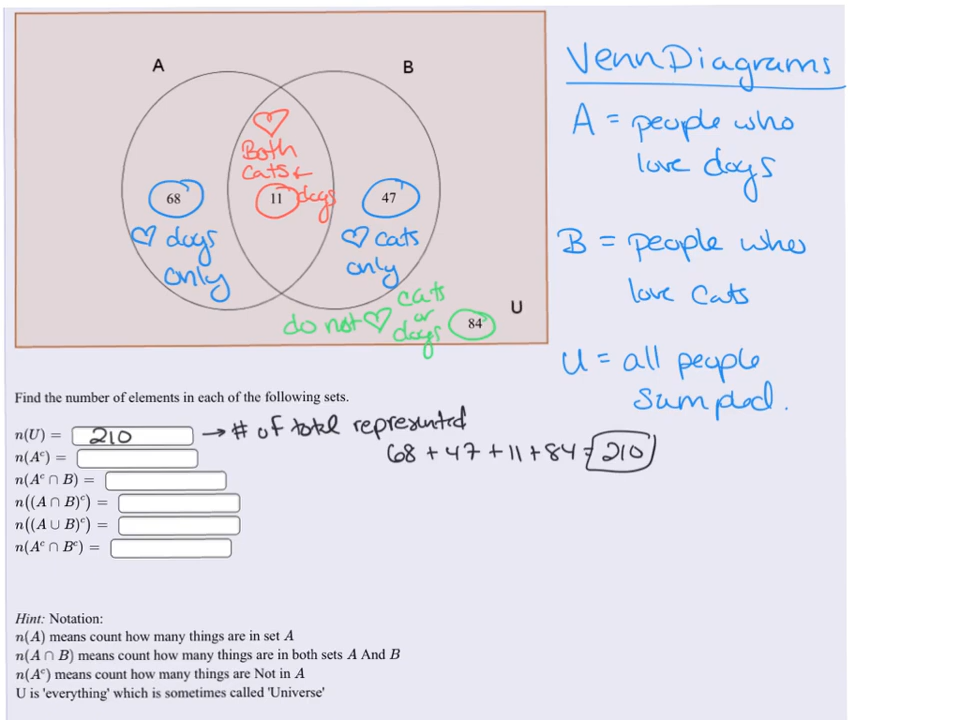 Venn Diagrams
A
B
A = people who
love dogs
♡
Both
cats +
68
11 dogs
47
♡ dogs
only
♡ cats
only
B = people who
love cats
cats
do not ♡ or
dogs
84
U
U = all people
sampled.
Find the number of elements in each of the following sets.
n(U) = 210 → # of total represented
68 + 47 + 11 + 84 = 210
n(Aᶜ) =
n(Aᶜ ∩ B) =
n((A ∩ B)ᶜ) =
n((A ∪ B)ᶜ) =
n(Aᶜ ∩ Bᶜ) =
Hint: Notation:
n(A) means count how many things are in set A
n(A ∩ B) means count how many things are in both sets A And B
n(Aᶜ) means count how many things are Not in A
U is 'everything' which is sometimes called 'Universe'